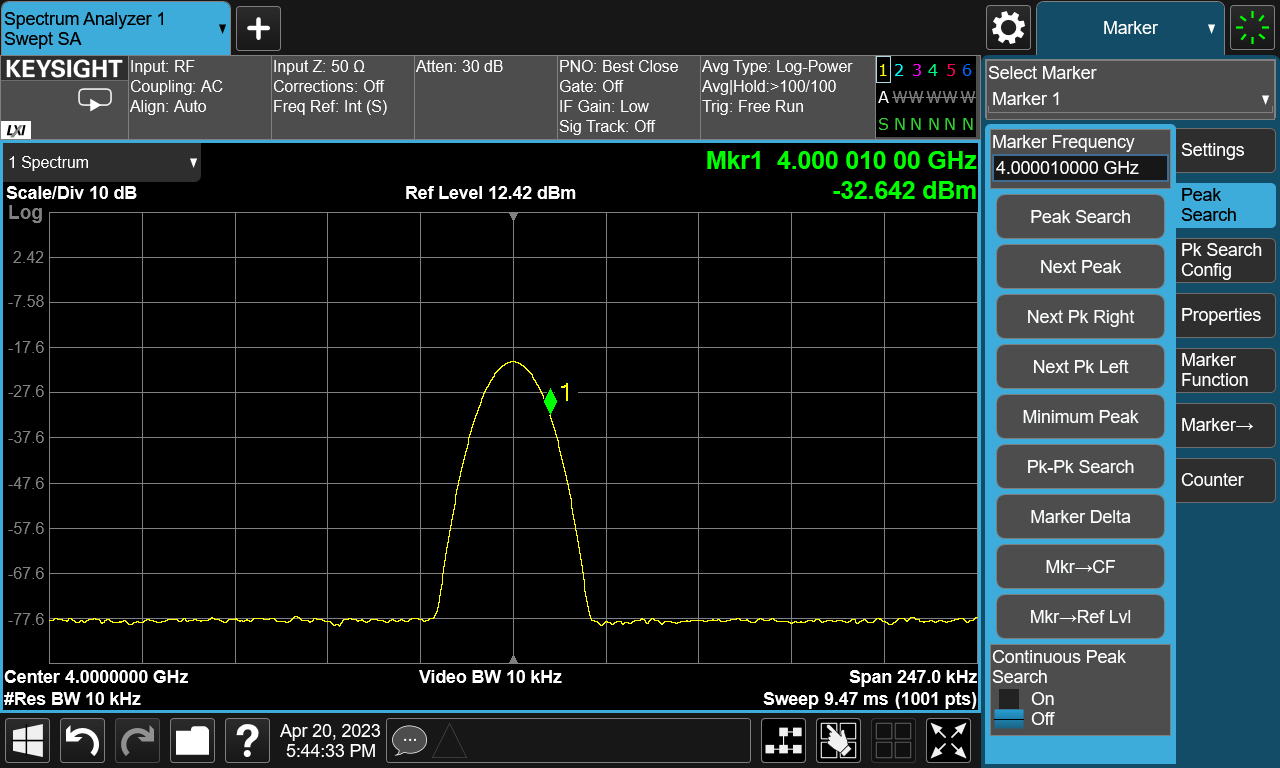 Spectrum Analyzer 1
Swept SA
Marker
KEYSIGHT
LXI
Input: RF
Coupling: AC
Align: Auto
Input Z: 50 Ω
Corrections: Off
Freq Ref: Int (S)
Atten: 30 dB
PNO: Best Close
Gate: Off
IF Gain: Low
Sig Track: Off
Avg Type: Log-Power
Avg|Hold:>100/100
Trig: Free Run
1 2 3 4 5 6
A W W W W W
S N N N N N
Select Marker
Marker 1
1 Spectrum
Mkr1 4.000 010 00 GHz
-32.642 dBm
Scale/Div 10 dB
Ref Level 12.42 dBm
Log
2.42
-7.58
-17.6
-27.6
-37.6
-47.6
-57.6
-67.6
-77.6
1
Center 4.0000000 GHz
Video BW 10 kHz
Span 247.0 kHz
#Res BW 10 kHz
Sweep 9.47 ms (1001 pts)
Marker Frequency
4.000010000 GHz
Peak Search
Next Peak
Next Pk Right
Next Pk Left
Minimum Peak
Pk-Pk Search
Marker Delta
Mkr→CF
Mkr→Ref Lvl
Continuous Peak
Search
On
Off
Settings
Peak
Search
Pk Search
Config
Properties
Marker
Function
Marker→
Counter
?
Apr 20, 2023
5:44:33 PM